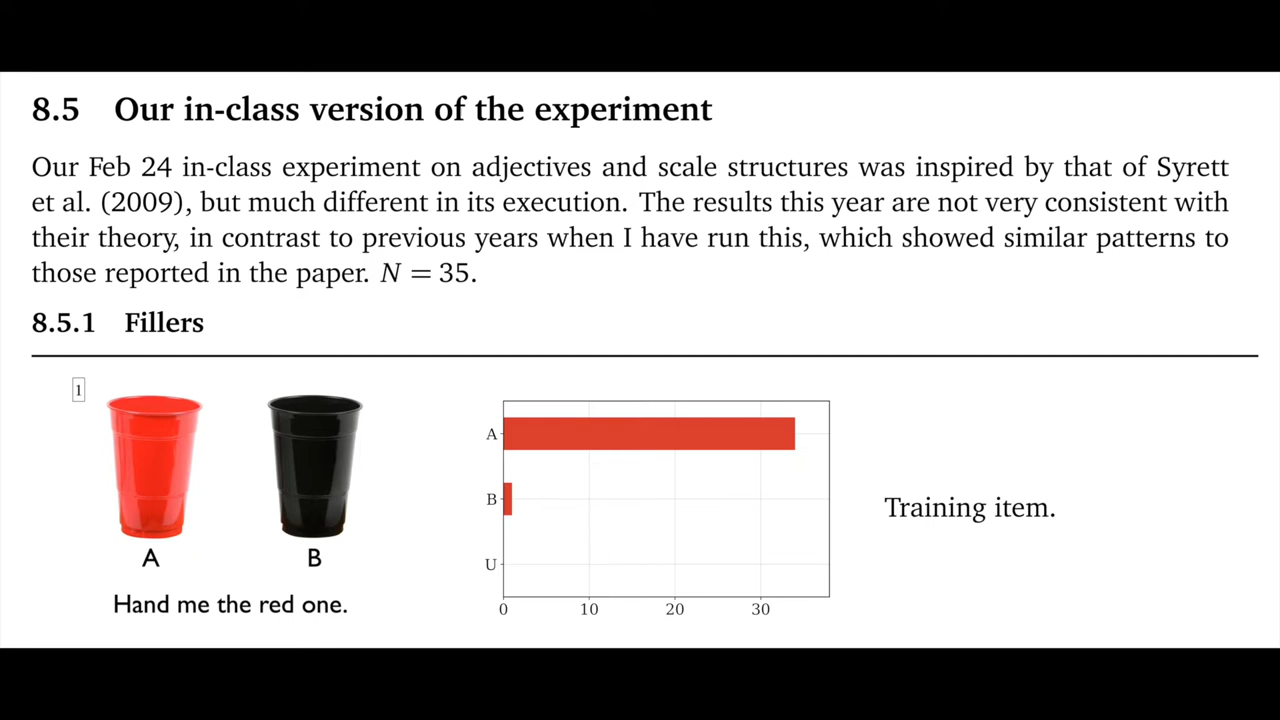 8.5 Our in-class version of the experiment
Our Feb 24 in-class experiment on adjectives and scale structures was inspired by that of Syrett
et al. (2009), but much different in its execution. The results this year are not very consistent with
their theory, in contrast to previous years when I have run this, which showed similar patterns to
those reported in the paper. N = 35.
8.5.1 Fillers
1
A B
Hand me the red one.
A
B
U
0 10 20 30
Training item.